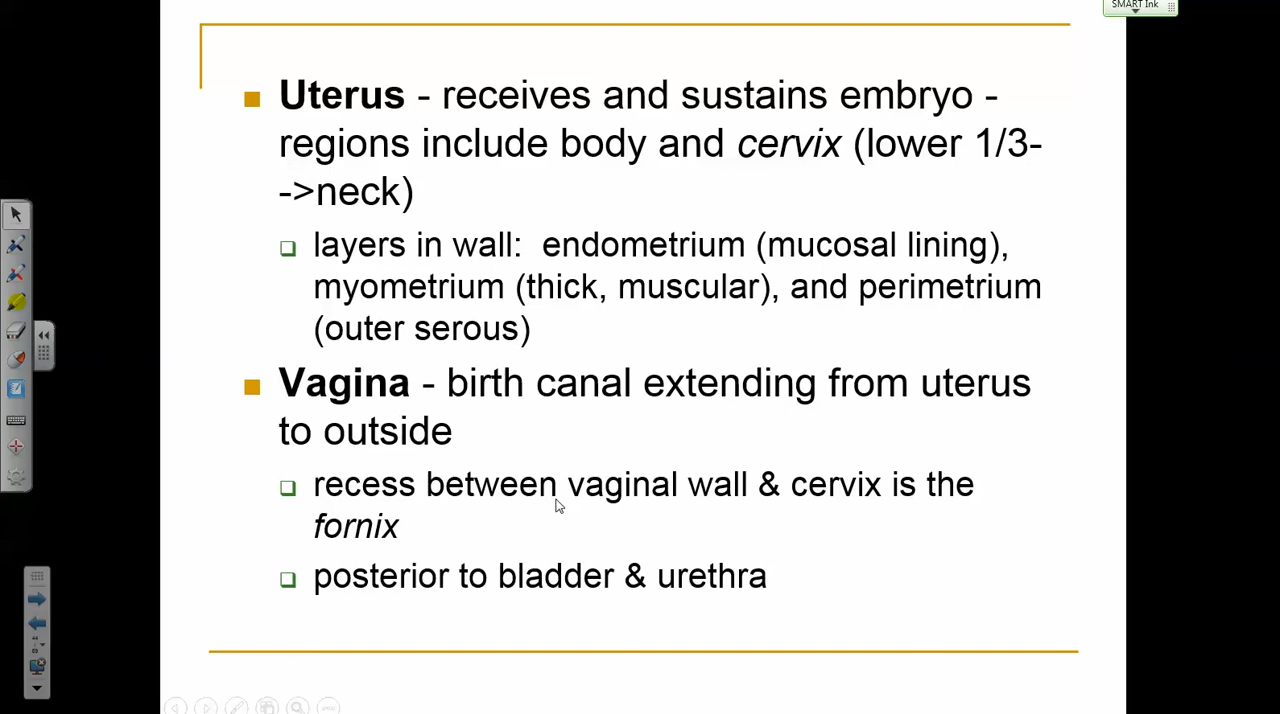 SMART Ink
Uterus - receives and sustains embryo -
regions include body and cervix (lower 1/3-
->neck)
layers in wall:  endometrium (mucosal lining),
myometrium (thick, muscular), and perimetrium
(outer serous)
Vagina - birth canal extending from uterus
to outside
recess between vaginal wall & cervix is the
fornix
posterior to bladder & urethra